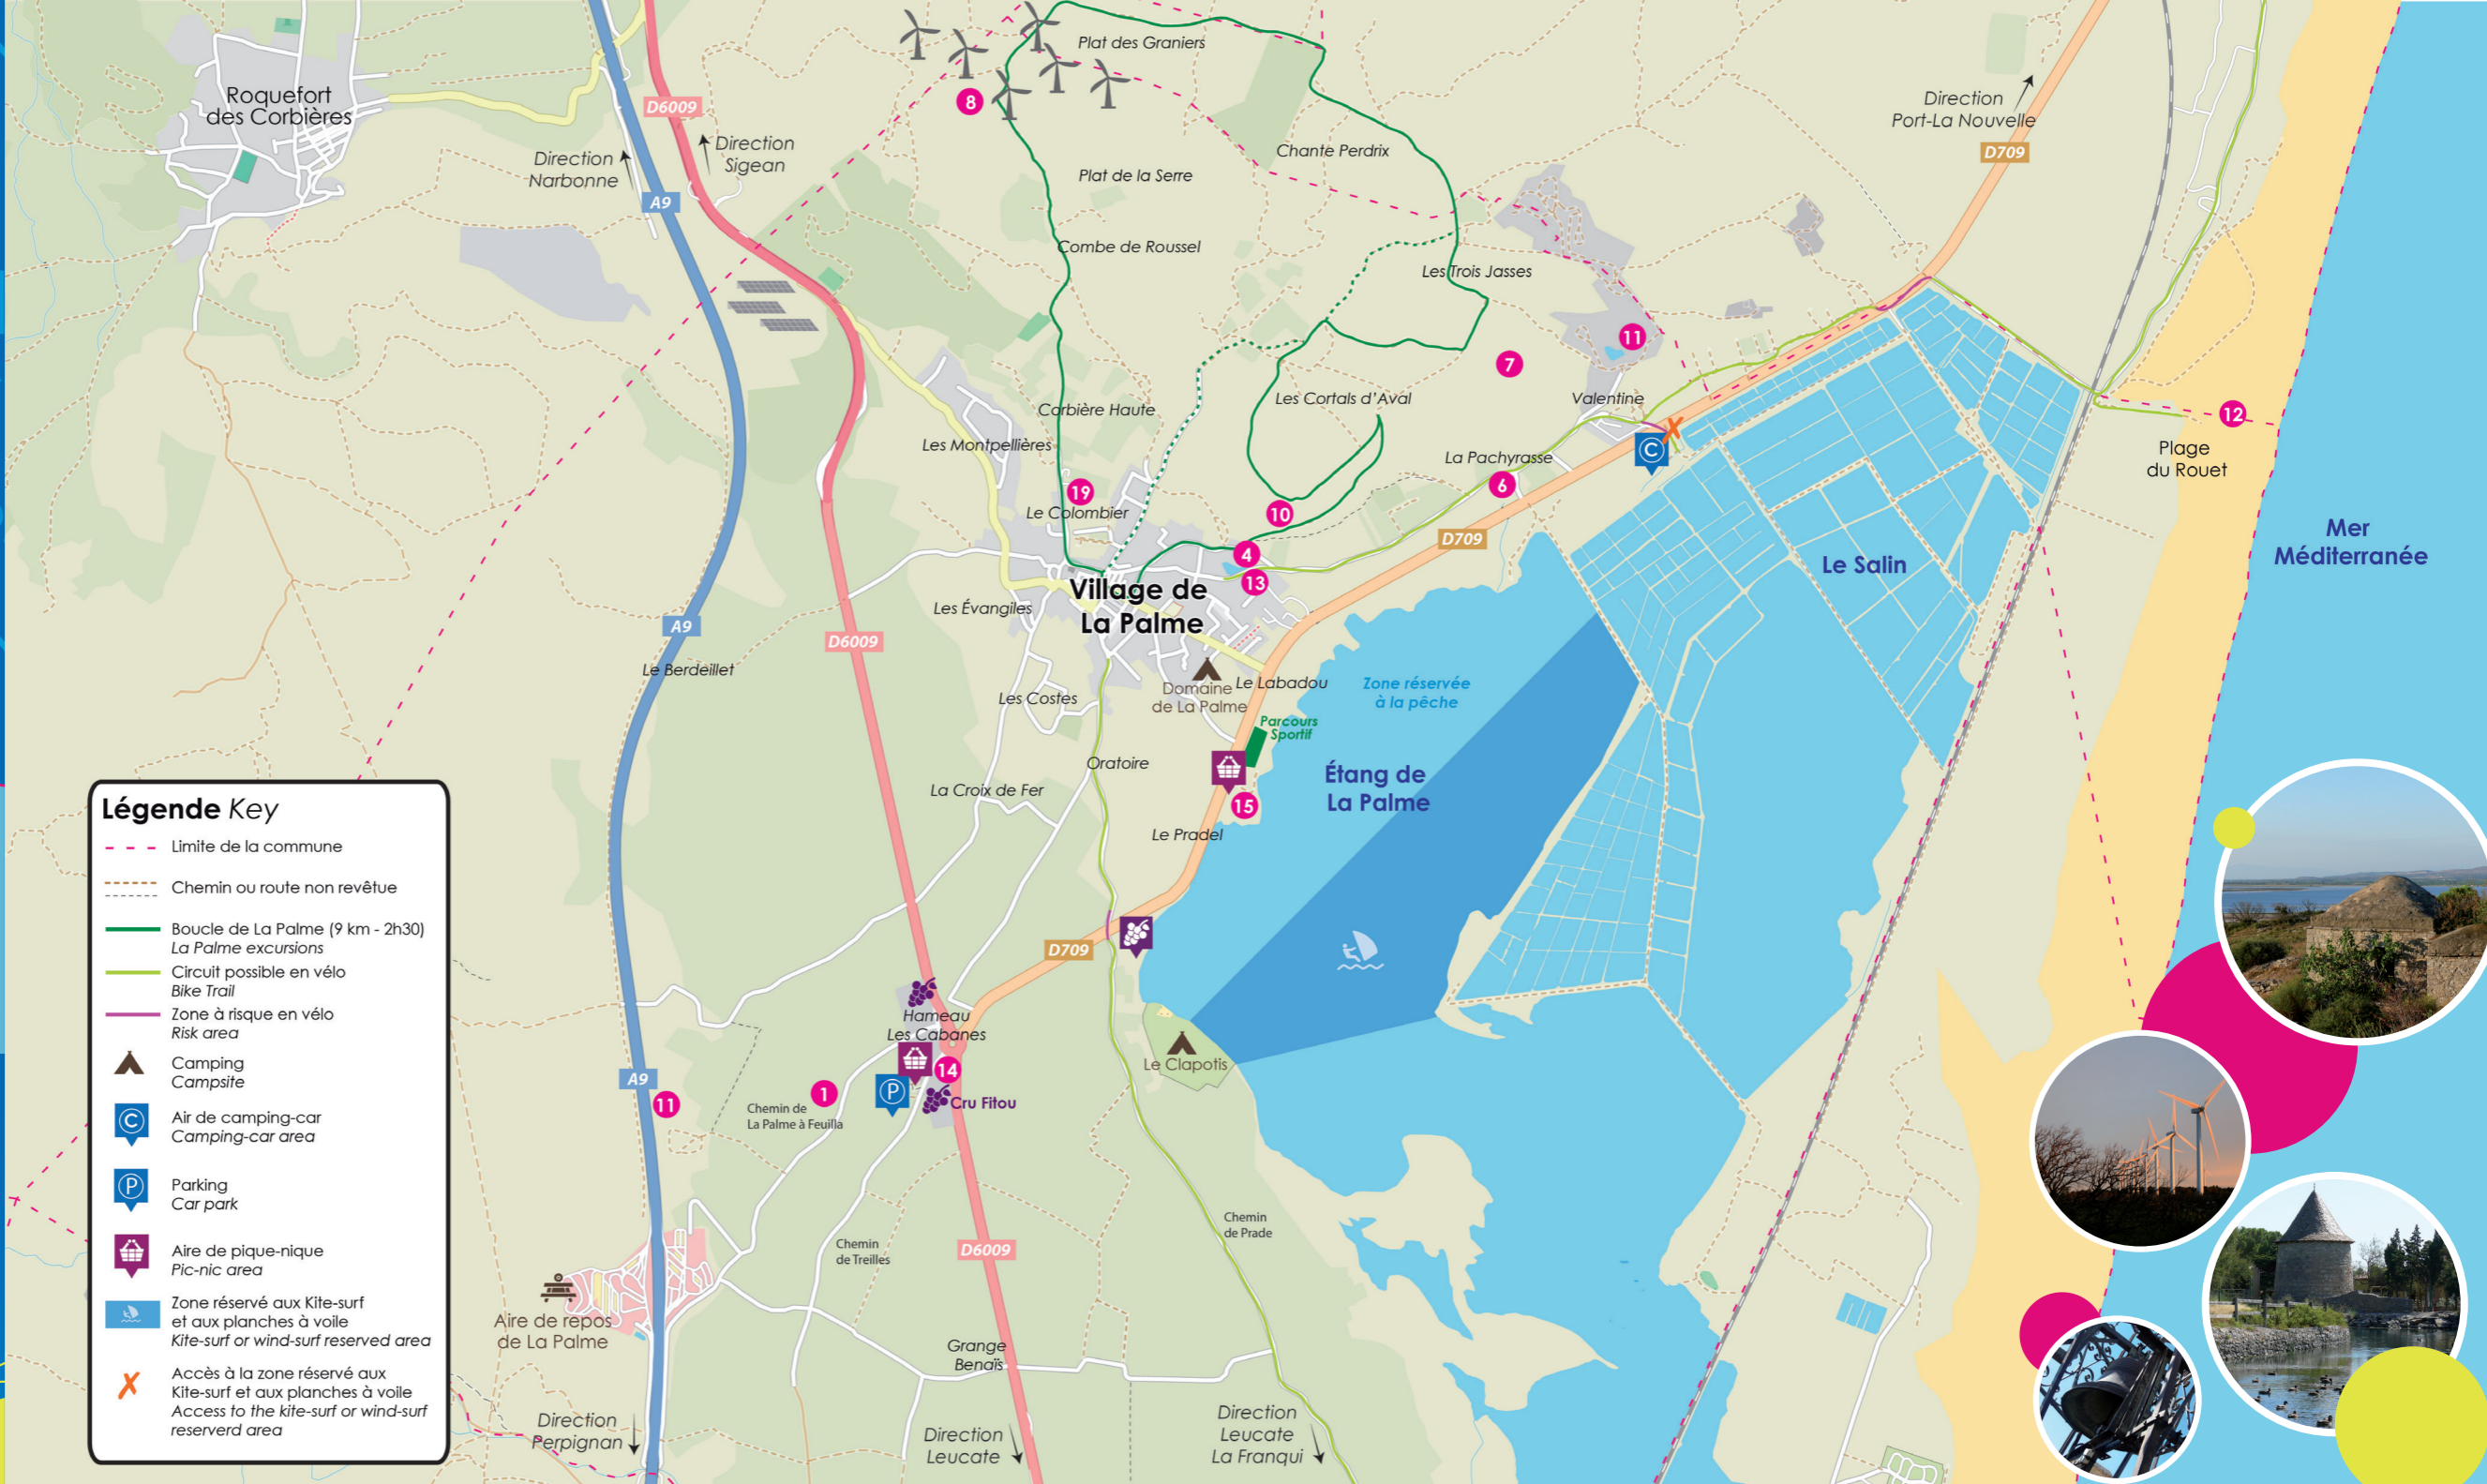 Roquefort
des Corbières
Direction
Narbonne
A9
D6009
Direction
Sigean
8
Plat des Graniers
Plat de la Serre
Chante Perdrix
Combe de Roussel
Les Trois Jasses
Direction
Port-La Nouvelle
D709
11
7
Valentine
Les Cortals d'Aval
Corbière Haute
Les Montpellières
C
12
Plage
du Rouet
La Pachyrasse
6
19
Le Colombier
10
4
13
D709
Mer
Méditerranée
Le Salin
Village de
La Palme
Les Évangiles
A9
D6009
Le Berdeillet
Les Costes
Domaine
de La Palme
Le Labadou
Zone réservée
à la pêche
Parcours
Sportif
Oratoire
La Croix de Fer
15
Étang de
La Palme
Le Pradel
D709
Hameau
Les Cabanes
14
P
Cru Fitou
Le Clapotis
A9
11
1
Chemin de
La Palme à Feuilla
Chemin
de Treilles
D6009
Chemin
de Prade
Aire de repos
de La Palme
Grange
Benaïs
Direction
Perpignan
Direction
Leucate
Direction
Leucate
La Franqui
Légende Key
Limite de la commune
Chemin ou route non revêtue
Boucle de La Palme (9 km - 2h30)
La Palme excursions
Circuit possible en vélo
Bike Trail
Zone à risque en vélo
Risk area
Camping
Campsite
C
Air de camping-car
Camping-car area
P
Parking
Car park
Aire de pique-nique
Pic-nic area
Zone réservé aux Kite-surf
et aux planches à voile
Kite-surf or wind-surf reserved area
Accès à la zone réservé aux
Kite-surf et aux planches à voile
Access to the kite-surf or wind-surf
reserverd area